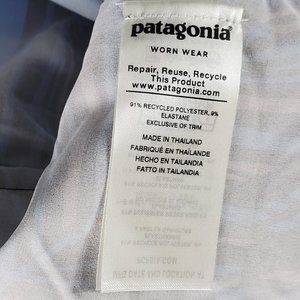 patagonia®
WORN WEAR
Repair, Reuse, Recycle
This Product
www.patagonia.com
91% RECYCLED POLYESTER, 9%
ELASTANE
EXCLUSIVE OF TRIM
MADE IN THAILAND
FABRIQUÉ EN THAÏLANDE
HECHO EN TAILANDIA
FATTO IN TAILANDIA